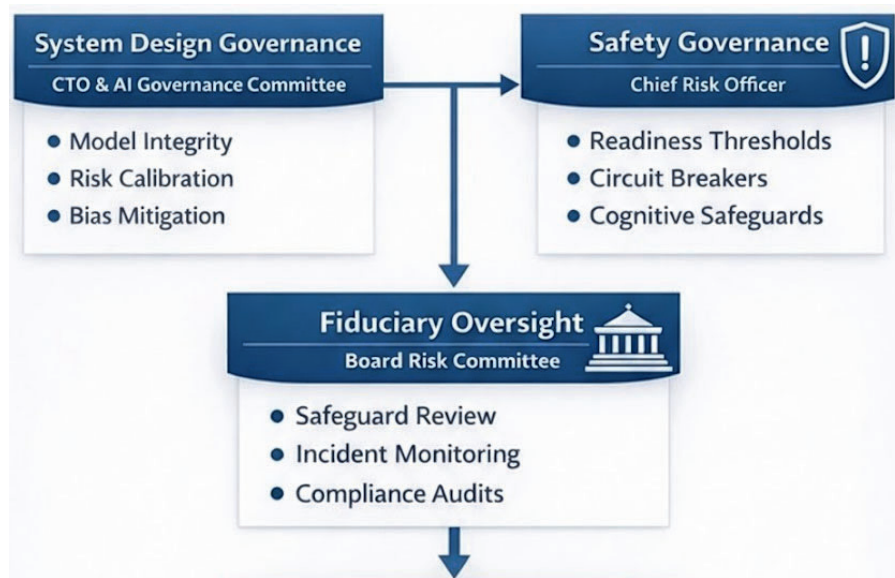 System Design Governance
CTO & AI Governance Committee
• Model Integrity
• Risk Calibration
• Bias Mitigation
Safety Governance
Chief Risk Officer
• Readiness Thresholds
• Circuit Breakers
• Cognitive Safeguards
Fiduciary Oversight
Board Risk Committee
• Safeguard Review
• Incident Monitoring
• Compliance Audits